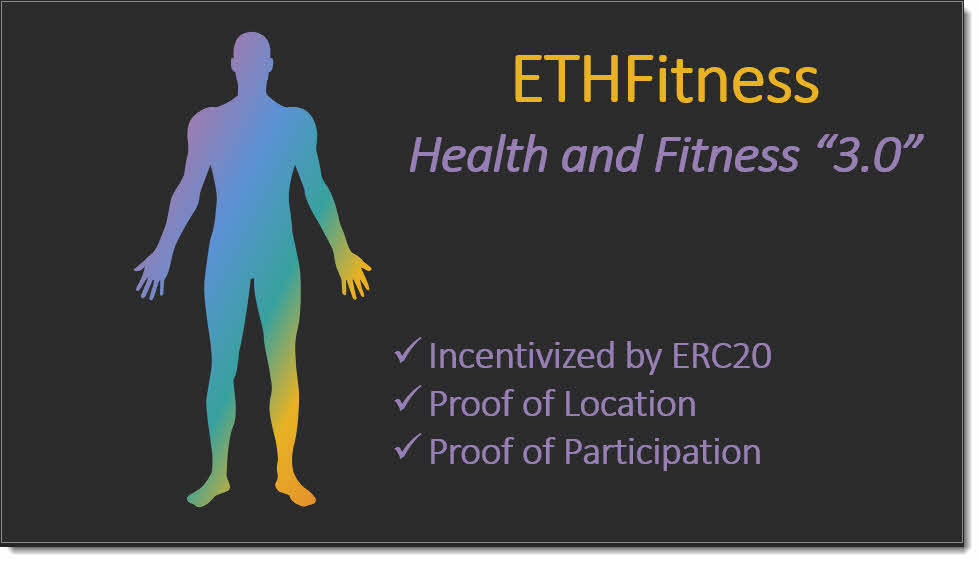 ETHFitness
Health and Fitness “3.0”
✓ Incentivized by ERC20
✓ Proof of Location
✓ Proof of Participation